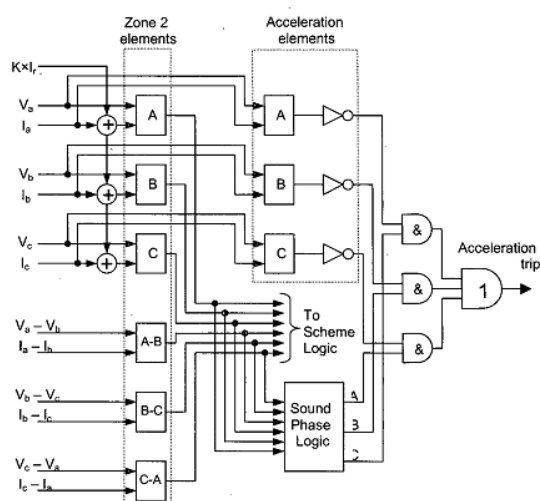 Zone 2
elements
Acceleration
elements
K×Ir
Va
Ia
A
A
Vb
Ib
B
B
Vc
Ic
C
C
&
&
&
1
Acceleration
trip
Va – Vb
Ia – Ib
A-B
To
Scheme
Logic
Vb – Vc
Ib – Ic
B-C
Sound
Phase
Logic
A
B
C
Vc – Va
Ic – Ia
C-A